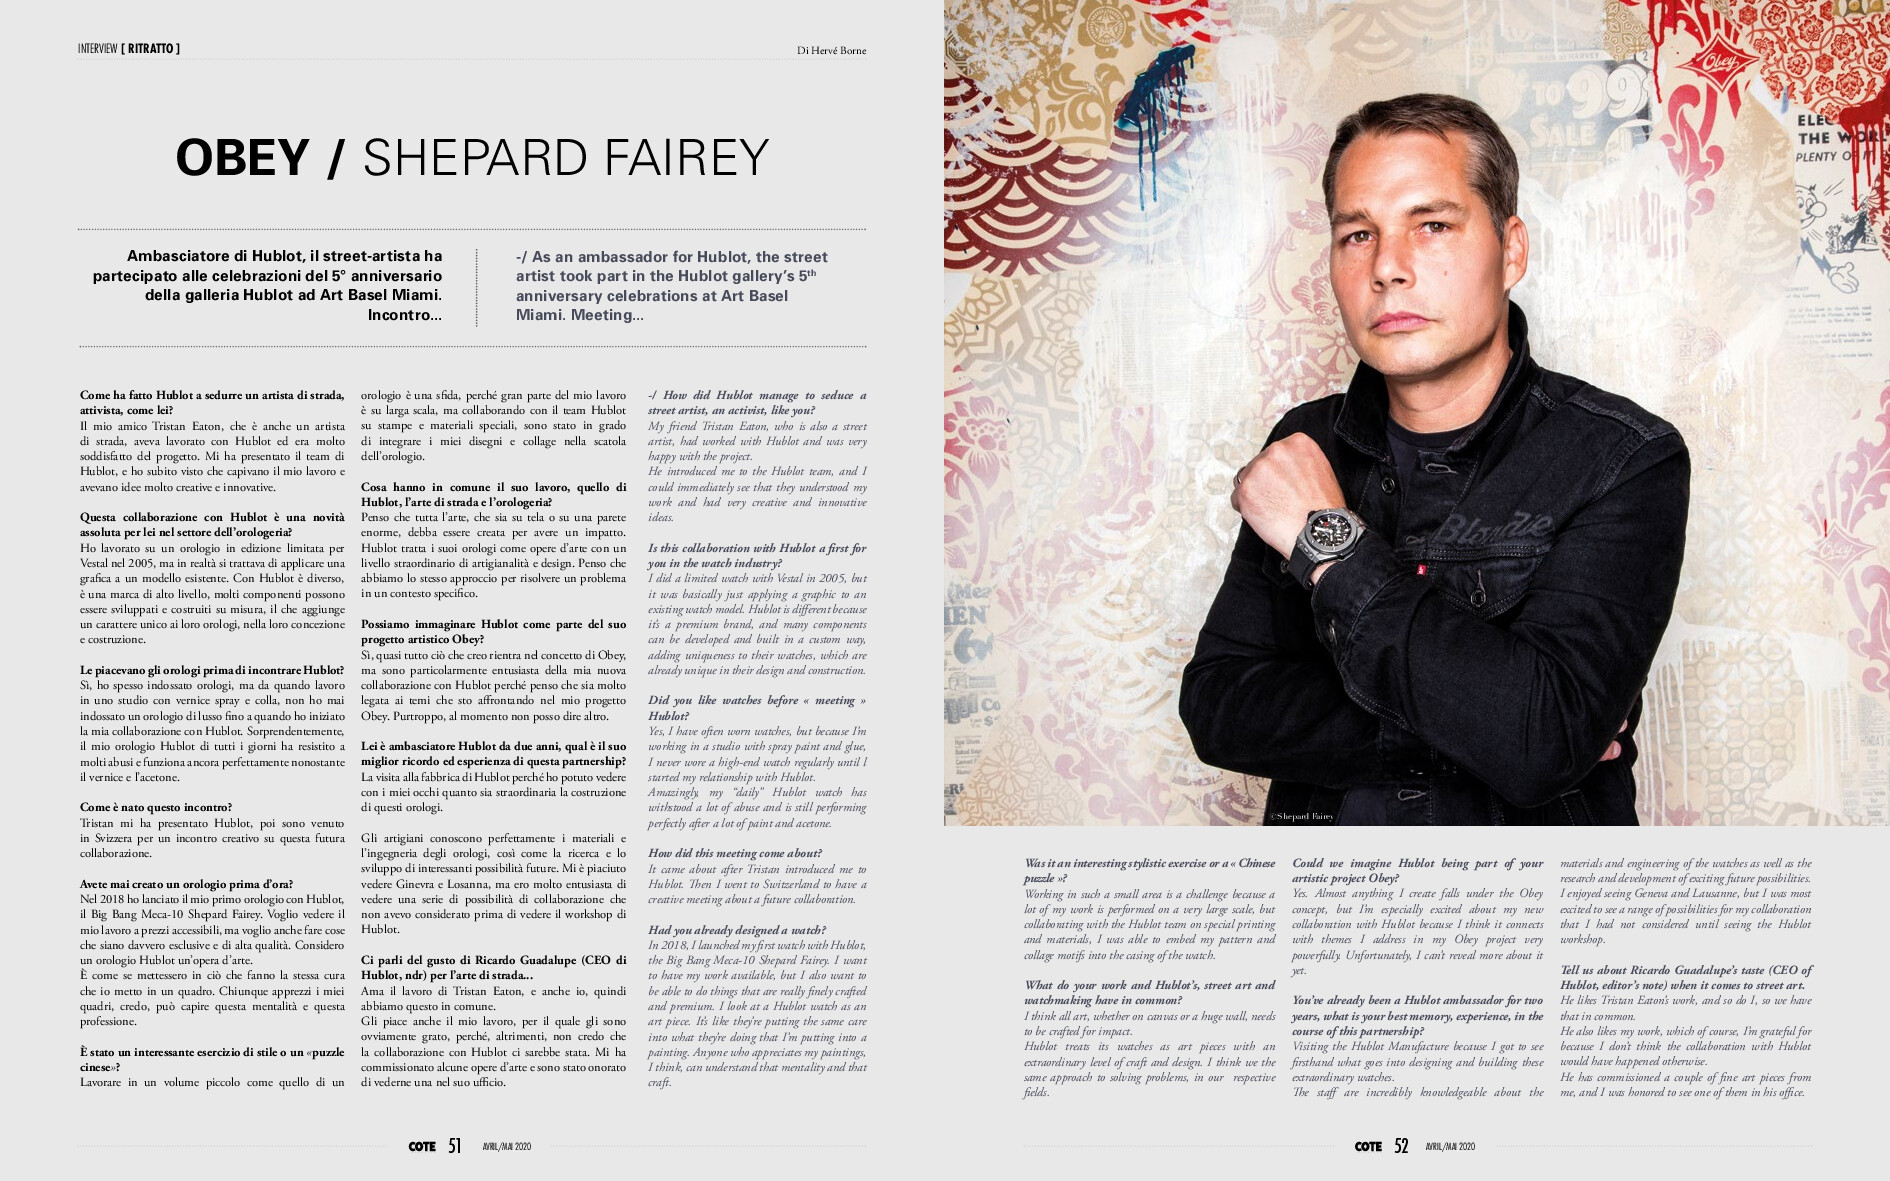 INTERVIEW [ RITRATTO ]
Di Hervé Borne
OBEY / SHEPARD FAIREY
Ambasciatore di Hublot, il street-artista ha
partecipato alle celebrazioni del 5° anniversario
della galleria Hublot ad Art Basel Miami.
Incontro...
-/ As an ambassador for Hublot, the street
artist took part in the Hublot gallery's 5th
anniversary celebrations at Art Basel
Miami. Meeting...
Come ha fatto Hublot a sedurre un artista di strada,
attivista, come lei?
Il mio amico Tristan Eaton, che è anche un artista
di strada, aveva lavorato con Hublot ed era molto
soddisfatto del progetto. Mi ha presentato il team di
Hublot, e ho subito visto che capivano il mio lavoro e
avevano idee molto creative e innovative.
Questa collaborazione con Hublot è una novità
assoluta per lei nel settore dell'orologeria?
Ho lavorato su un orologio in edizione limitata per
Vestal nel 2005, ma in realtà si trattava di applicare una
grafica a un modello esistente. Con Hublot è diverso,
è una marca di alto livello, molti componenti possono
essere sviluppati e costruiti su misura, il che aggiunge
un carattere unico ai loro orologi, nella loro concezione
e costruzione.
Le piacevano gli orologi prima di incontrare Hublot?
Sì, ho spesso indossato orologi, ma da quando lavoro
in uno studio con vernice spray e colla, non ho mai
indossato un orologio di lusso fino a quando ho iniziato
la mia collaborazione con Hublot. Sorprendentemente,
il mio orologio Hublot di tutti i giorni ha resistito a
molti abusi e funziona ancora perfettamente nonostante
il vernice e l'acetone.
Come è nato questo incontro?
Tristan mi ha presentato Hublot, poi sono venuto
in Svizzera per un incontro creativo su questa futura
collaborazione.
Avete mai creato un orologio prima d'ora?
Nel 2018 ho lanciato il mio primo orologio con Hublot,
il Big Bang Meca-10 Shepard Fairey. Voglio vedere il
mio lavoro a prezzi accessibili, ma voglio anche fare cose
che siano davvero esclusive e di alta qualità. Considero
un orologio Hublot un'opera d'arte.
È come se mettessero in ciò che fanno la stessa cura
che io metto in un quadro. Chiunque apprezzi i miei
quadri, credo, può capire questa mentalità e questa
professione.
È stato un interessante esercizio di stile o un «puzzle
cinese»?
Lavorare in un volume piccolo come quello di un
orologio è una sfida, perché gran parte del mio lavoro
è su larga scala, ma collaborando con il team Hublot
su stampe e materiali speciali, sono stato in grado
di integrare i miei disegni e collage nella scatola
dell'orologio.
Cosa hanno in comune il suo lavoro, quello di
Hublot, l'arte di strada e l'orologeria?
Penso che tutta l'arte, che sia su tela o su una parete
enorme, debba essere creata per avere un impatto.
Hublot tratta i suoi orologi come opere d'arte con un
livello straordinario di artigianalità e design. Penso che
abbiamo lo stesso approccio per risolvere un problema
in un contesto specifico.
Possiamo immaginare Hublot come parte del suo
progetto artistico Obey?
Sì, quasi tutto ciò che creo rientra nel concetto di Obey,
ma sono particolarmente entusiasta della mia nuova
collaborazione con Hublot perché penso che sia molto
legata ai temi che sto affrontando nel mio progetto
Obey. Purtroppo, al momento non posso dire altro.
Lei è ambasciatore Hublot da due anni, qual è il suo
miglior ricordo ed esperienza di questa partnership?
La visita alla fabbrica di Hublot perché ho potuto vedere
con i miei occhi quanto sia straordinaria la costruzione
di questi orologi.
Gli artigiani conoscono perfettamente i materiali e
l'ingegneria degli orologi, così come la ricerca e lo
sviluppo di interessanti possibilità future. Mi è piaciuto
vedere Ginevra e Losanna, ma ero molto entusiasta di
vedere una serie di possibilità di collaborazione che
non avevo considerato prima di vedere il workshop di
Hublot.
Ci parli del gusto di Ricardo Guadalupe (CEO di
Hublot, ndr) per l'arte di strada...
Ama il lavoro di Tristan Eaton, e anche io, quindi
abbiamo questo in comune.
Gli piace anche il mio lavoro, per il quale gli sono
ovviamente grato, perché, altrimenti, non credo che
la collaborazione con Hublot ci sarebbe stata. Mi ha
commissionato alcune opere d'arte e sono stato onorato
di vederne una nel suo ufficio.
-/ How did Hublot manage to seduce a
street artist, an activist, like you?
My friend Tristan Eaton, who is also a street
artist, had worked with Hublot and was very
happy with the project.
He introduced me to the Hublot team, and I
could immediately see that they understood my
work and had very creative and innovative
ideas.
Is this collaboration with Hublot a first for
you in the watch industry?
I did a limited watch with Vestal in 2005, but
it was basically just applying a graphic to an
existing watch model. Hublot is different because
it's a premium brand, and many components
can be developed and built in a custom way,
adding uniqueness to their watches, which are
already unique in their design and construction.
Did you like watches before « meeting »
Hublot?
Yes, I have often worn watches, but because I'm
working in a studio with spray paint and glue,
I never wore a high-end watch regularly until I
started my relationship with Hublot.
Amazingly, my "daily" Hublot watch has
withstood a lot of abuse and is still performing
perfectly after a lot of paint and acetone.
How did this meeting come about?
It came about after Tristan introduced me to
Hublot. Then I went to Switzerland to have a
creative meeting about a future collaboration.
Had you already designed a watch?
In 2018, I launched my first watch with Hublot,
the Big Bang Meca-10 Shepard Fairey. I want
to have my work available, but I also want to
be able to do things that are really finely crafted
and premium. I look at a Hublot watch as an
art piece. It's like they're putting the same care
into what they're doing that I'm putting into a
painting. Anyone who appreciates my paintings,
I think, can understand that mentality and that
craft.
COTE 51 AVRIL/MAI 2020
Obey
TO 99
SALE
THE WORL
PLENTY OF IT
Blondie
©Shepard Fairey
Was it an interesting stylistic exercise or a « Chinese
puzzle »?
Working in such a small area is a challenge because a
lot of my work is performed on a very large scale, but
collaborating with the Hublot team on special printing
and materials, I was able to embed my pattern and
collage motifs into the casing of the watch.
What do your work and Hublot's, street art and
watchmaking have in common?
I think all art, whether on canvas or a huge wall, needs
to be crafted for impact.
Hublot treats its watches as art pieces with an
extraordinary level of craft and design. I think we the
same approach to solving problems, in our respective
fields.
Could we imagine Hublot being part of your
artistic project Obey?
Yes. Almost anything I create falls under the Obey
concept, but I'm especially excited about my new
collaboration with Hublot because I think it connects
with themes I address in my Obey project very
powerfully. Unfortunately, I can't reveal more about it
yet.
You've already been a Hublot ambassador for two
years, what is your best memory, experience, in the
course of this partnership?
Visiting the Hublot Manufacture because I got to see
firsthand what goes into designing and building these
extraordinary watches.
The staff are incredibly knowledgeable about the
materials and engineering of the watches as well as the
research and development of exciting future possibilities.
I enjoyed seeing Geneva and Lausanne, but I was most
excited to see a range of possibilities for my collaboration
that I had not considered until seeing the Hublot
workshop.
Tell us about Ricardo Guadalupe's taste (CEO of
Hublot, editor's note) when it comes to street art.
He likes Tristan Eaton's work, and so do I, so we have
that in common.
He also likes my work, which of course, I'm grateful for
because I don't think the collaboration with Hublot
would have happened otherwise.
He has commissioned a couple of fine art pieces from
me, and I was honored to see one of them in his office.
COTE 52 AVRIL/MAI 2020